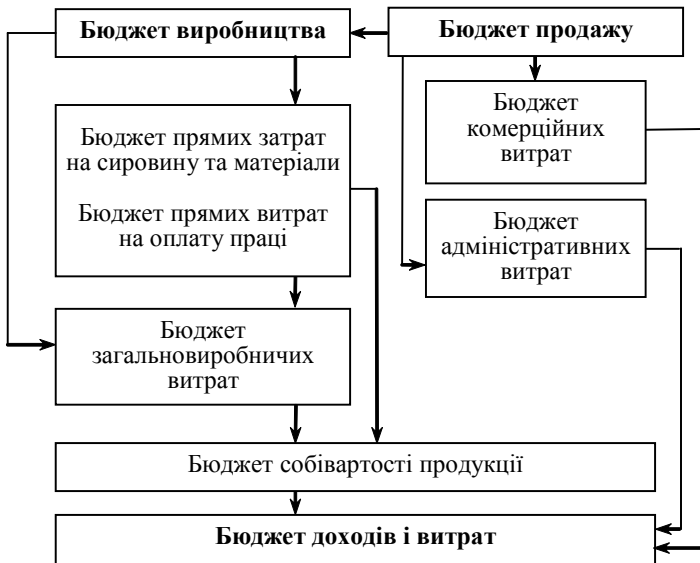 Бюджет виробництва
Бюджет продажу
Бюджет
комерційних
витрат
Бюджет прямих затрат
на сировину та матеріали
Бюджет прямих витрат
на оплату праці
Бюджет
адміністративних
витрат
Бюджет
загальновиробничих
витрат
Бюджет собівартості продукції
Бюджет доходів і витрат